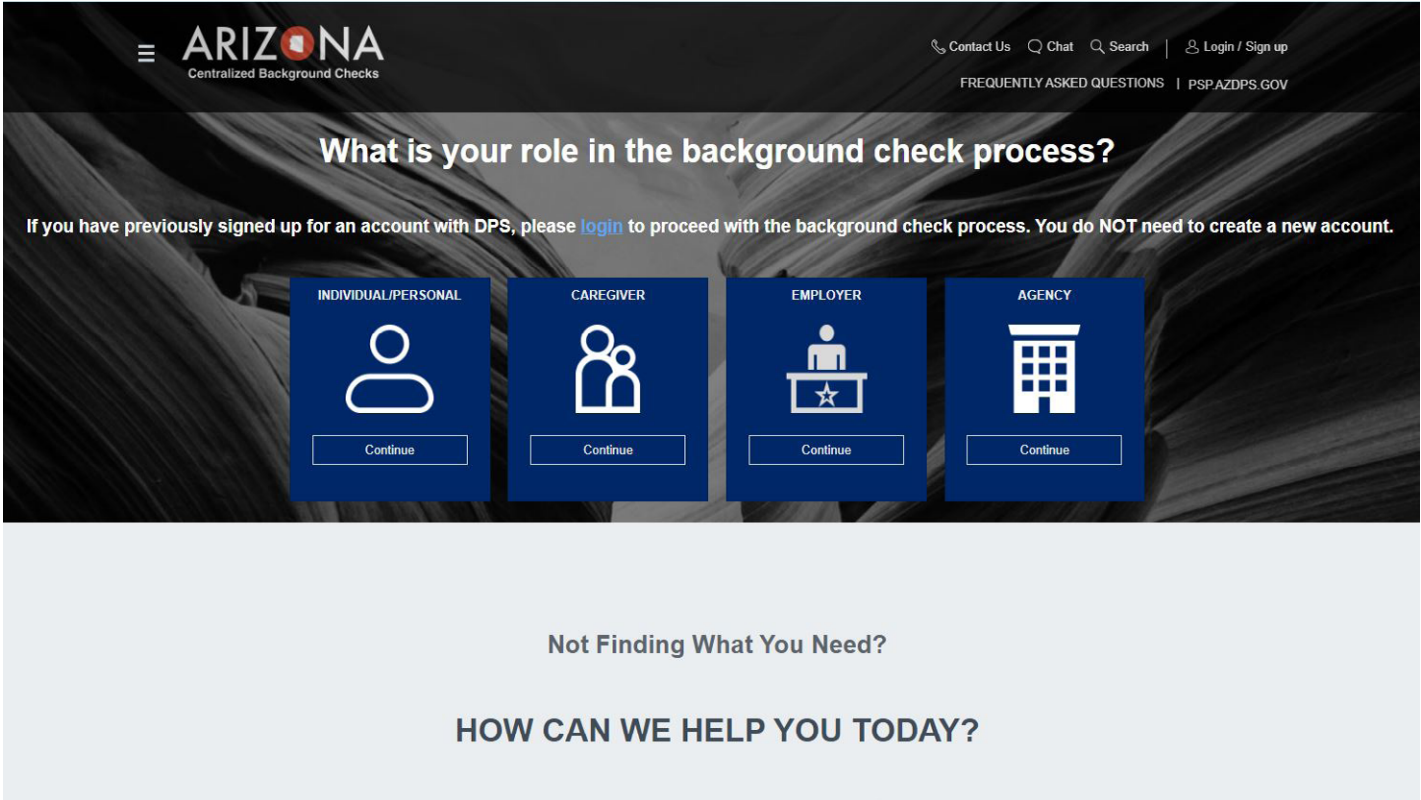 ARIZONA
Centralized Background Checks
Contact Us Chat Search | Login / Sign up
FREQUENTLY ASKED QUESTIONS | PSP.AZDPS.GOV
What is your role in the background check process?
If you have previously signed up for an account with DPS, please login to proceed with the background check process. You do NOT need to create a new account.
INDIVIDUAL/PERSONAL
Continue
CAREGIVER
Continue
EMPLOYER
Continue
AGENCY
Continue
Not Finding What You Need?
HOW CAN WE HELP YOU TODAY?